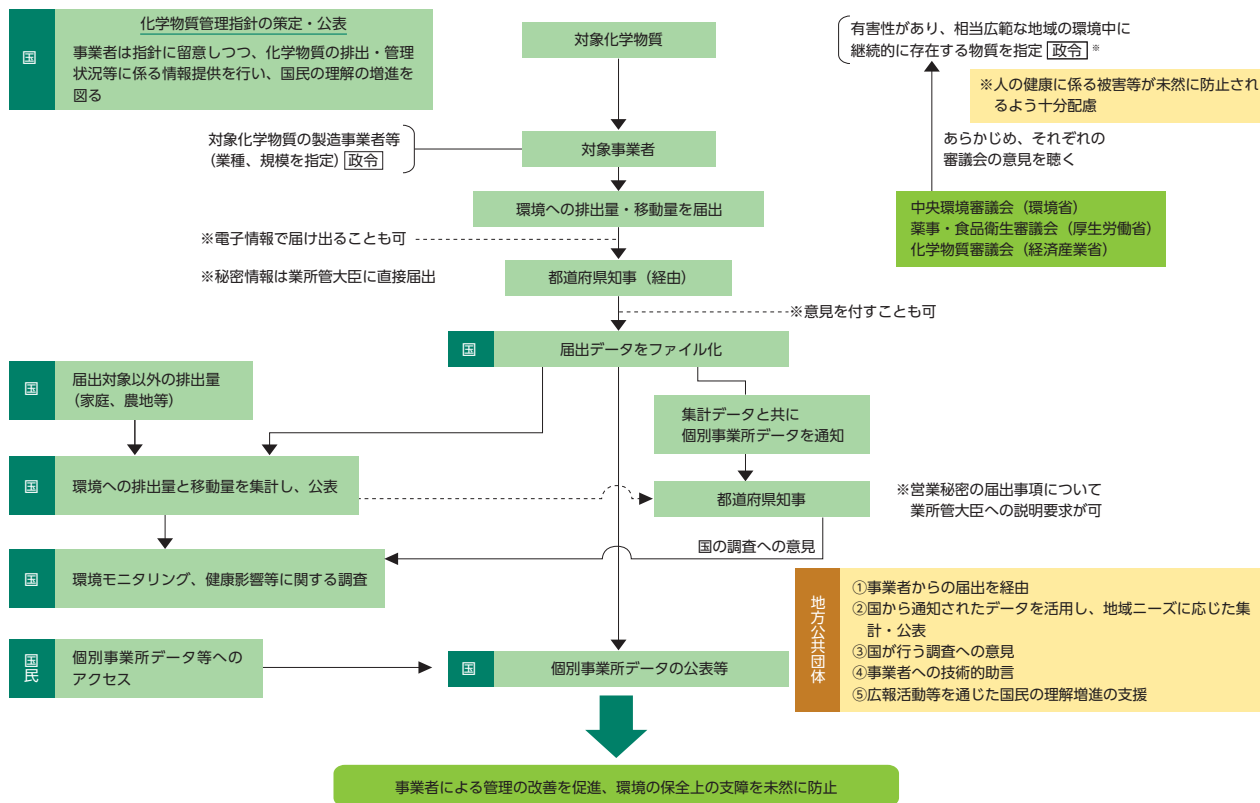 国
化学物質管理指針の策定・公表
事業者は指針に留意しつつ、化学物質の排出・管理
状況等に係る情報提供を行い、国民の理解の増進を
図る
対象化学物質
有害性があり、相当広範な地域の環境中に
継続的に存在する物質を指定 政令 ※
※人の健康に係る被害等が未然に防止され
るよう十分配慮
対象化学物質の製造事業者等
（業種、規模を指定） 政令
対象事業者
あらかじめ、それぞれの
審議会の意見を聴く
環境への排出量・移動量を届出
中央環境審議会（環境省）
薬事・食品衛生審議会（厚生労働省）
化学物質審議会（経済産業省）
※電子情報で届け出ることも可
※秘密情報は業所管大臣に直接届出
都道府県知事（経由）
※意見を付すことも可
国
届出データをファイル化
国
届出対象以外の排出量
（家庭、農地等）
集計データと共に
個別事業所データを通知
国
環境への排出量と移動量を集計し、公表
都道府県知事
※営業秘密の届出事項について
業所管大臣への説明要求が可
国の調査への意見
国
環境モニタリング、健康影響等に関する調査
地方公共団体
①事業者からの届出を経由
②国から通知されたデータを活用し、地域ニーズに応じた集
計・公表
③国が行う調査への意見
④事業者への技術的助言
⑤広報活動等を通じた国民の理解増進の支援
国民
個別事業所データ等への
アクセス
国
個別事業所データの公表等
事業者による管理の改善を促進、環境の保全上の支障を未然に防止